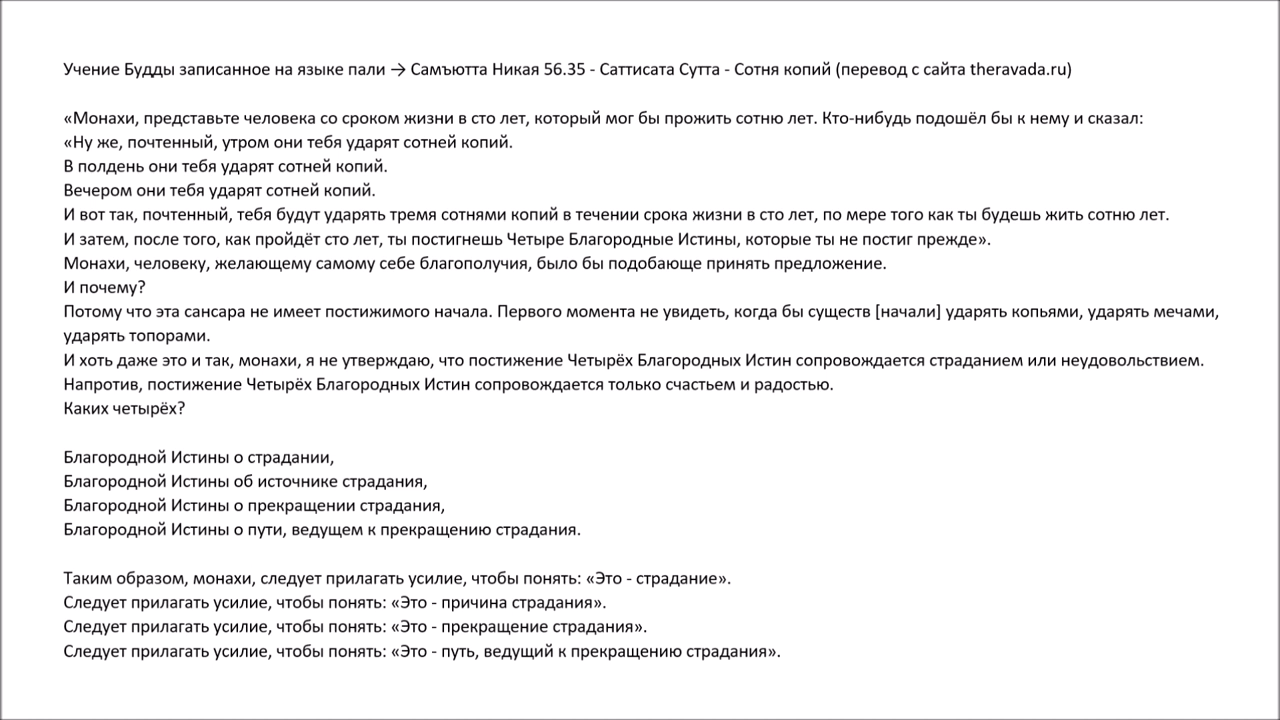 Учение Будды записанное на языке пали → Самъютта Никая 56.35 - Саттисата Сутта - Сотня копий (перевод с сайта theravada.ru)
«Монахи, представьте человека со сроком жизни в сто лет, который мог бы прожить сотню лет. Кто-нибудь подошёл бы к нему и сказал:
«Ну же, почтенный, утром они тебя ударят сотней копий.
В полдень они тебя ударят сотней копий.
Вечером они тебя ударят сотней копий.
И вот так, почтенный, тебя будут ударять тремя сотнями копий в течении срока жизни в сто лет, по мере того как ты будешь жить сотню лет.
И затем, после того, как пройдёт сто лет, ты постигнешь Четыре Благородные Истины, которые ты не постиг прежде».
Монахи, человеку, желающему самому себе благополучия, было бы подобающе принять предложение.
И почему?
Потому что эта сансара не имеет постижимого начала. Первого момента не увидеть, когда бы существ [начали] ударять копьями, ударять мечами,
ударять топорами.
И хоть даже это и так, монахи, я не утверждаю, что постижение Четырёх Благородных Истин сопровождается страданием или неудовольствием.
Напротив, постижение Четырёх Благородных Истин сопровождается только счастьем и радостью.
Каких четырёх?
Благородной Истины о страдании,
Благородной Истины об источнике страдания,
Благородной Истины о прекращении страдания,
Благородной Истины о пути, ведущем к прекращению страдания.
Таким образом, монахи, следует прилагать усилие, чтобы понять: «Это - страдание».
Следует прилагать усилие, чтобы понять: «Это - причина страдания».
Следует прилагать усилие, чтобы понять: «Это - прекращение страдания».
Следует прилагать усилие, чтобы понять: «Это - путь, ведущий к прекращению страдания».